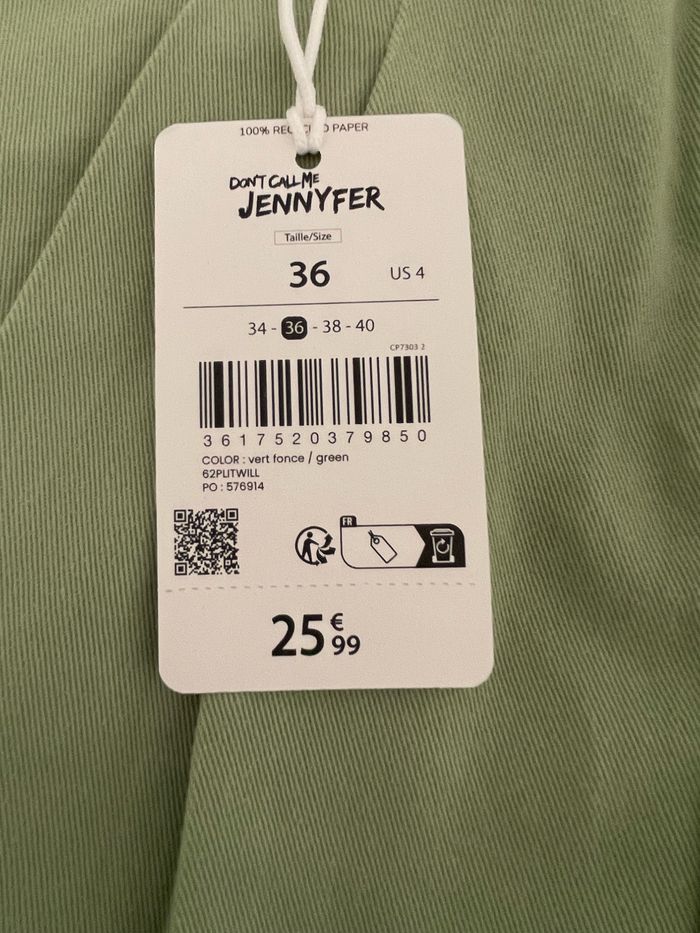 100% REC D PAPER
DON'T CALL ME
JENNYFER
Taille/Size
36 US 4
34 - 36 - 38 - 40
CP7303 2
3617520379850
COLOR : vert fonce / green
62PLITWILL
PO : 576914
FR
25€99